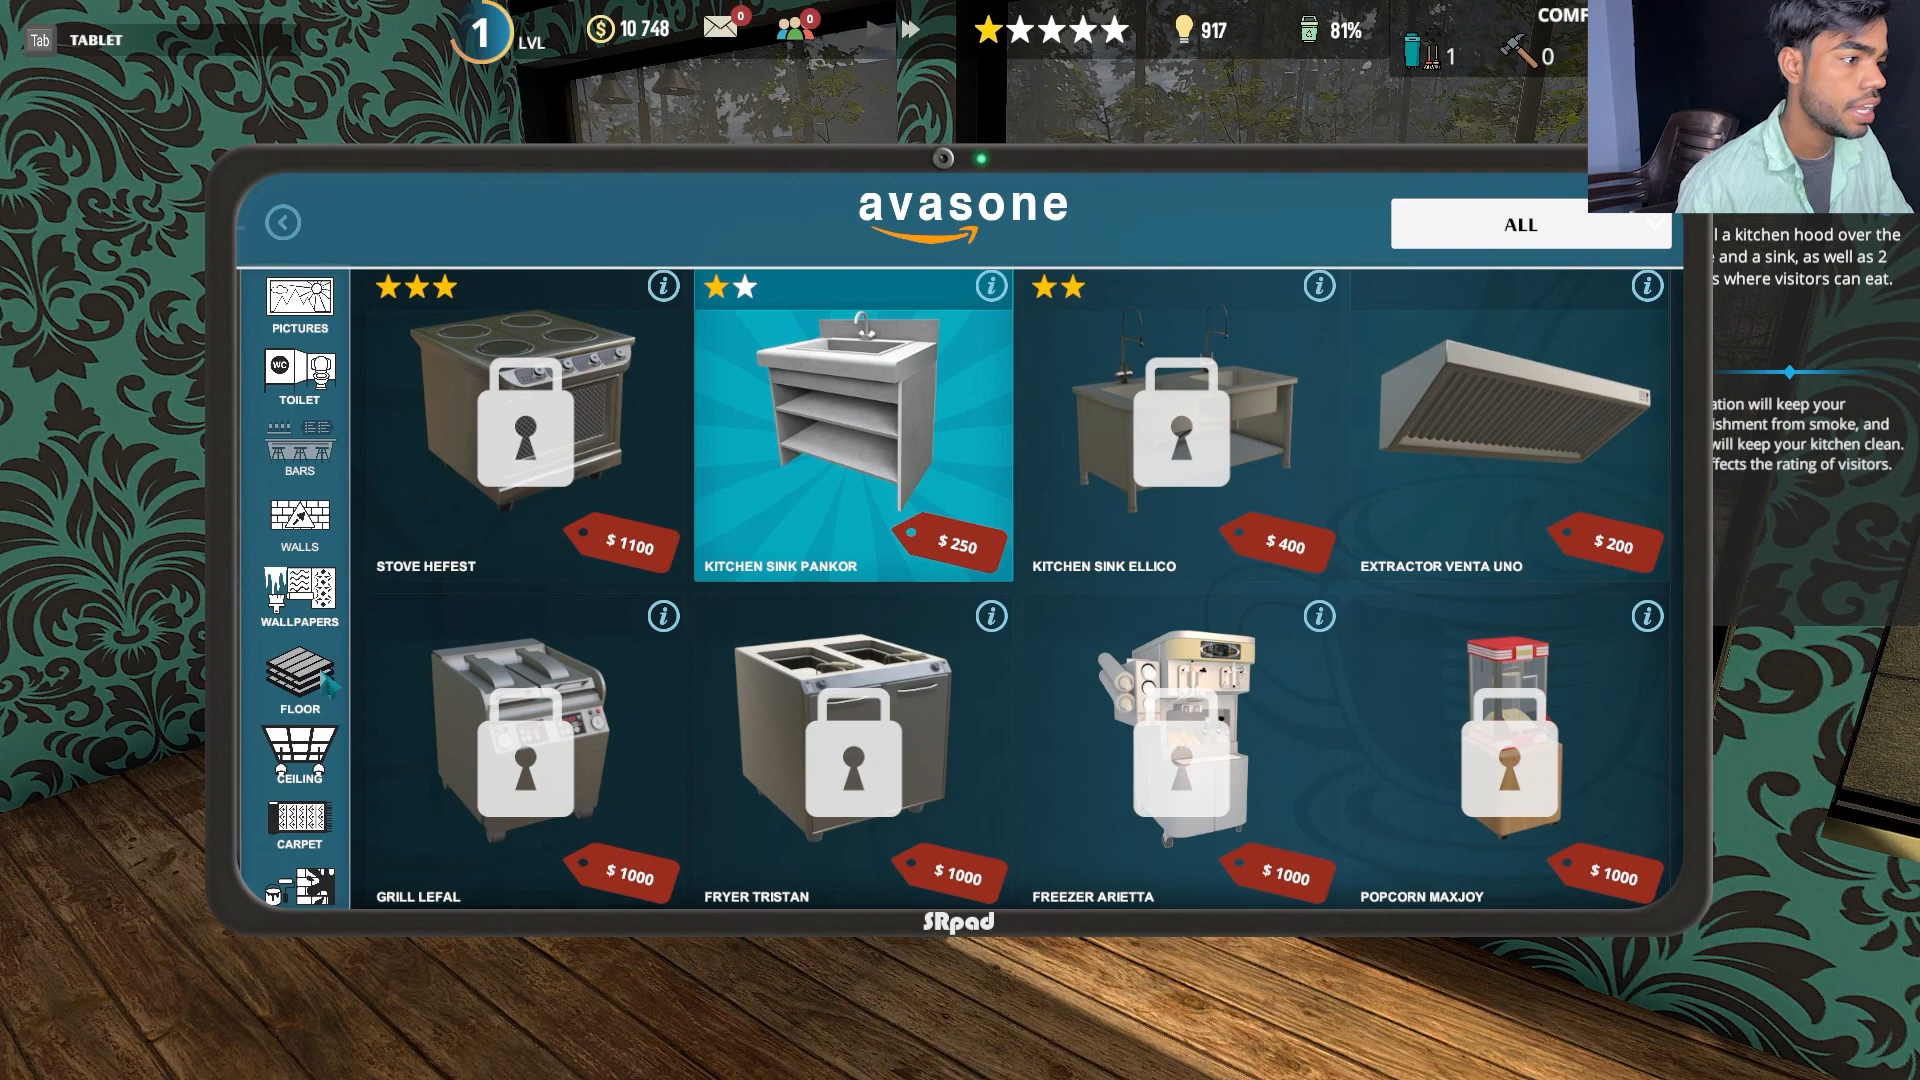 Tab TABLET
1 LVL
10 748
0
0
917
81%
COMF
1
0
avasone
ALL
l a kitchen hood over the
and a sink, as well as 2
s where visitors can eat.
ation will keep your
ishment from smoke, and
will keep your kitchen clean.
ffects the rating of visitors.
PICTURES
WC
TOILET
BARS
WALLS
WALLPAPERS
FLOOR
CEILING
CARPET
$ 1100
STOVE HEFEST
$ 250
KITCHEN SINK PANKOR
$ 400
KITCHEN SINK ELLICO
$ 200
EXTRACTOR VENTA UNO
$ 1000
GRILL LEFAL
$ 1000
FRYER TRISTAN
$ 1000
FREEZER ARIETTA
$ 1000
POPCORN MAXJOY
SRpad